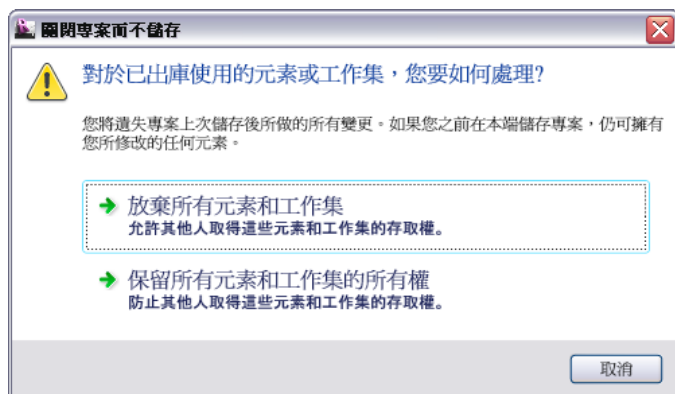 關閉專案而不儲存
對於已出庫使用的元素或工作集，您要如何處理?
您將遺失專案上次儲存後所做的所有變更。如果您之前在本端儲存專案，仍可擁有
您所修改的任何元素。
放棄所有元素和工作集
允許其他人取得這些元素和工作集的存取權。
保留所有元素和工作集的所有權
防止其他人取得這些元素和工作集的存取權。
取消